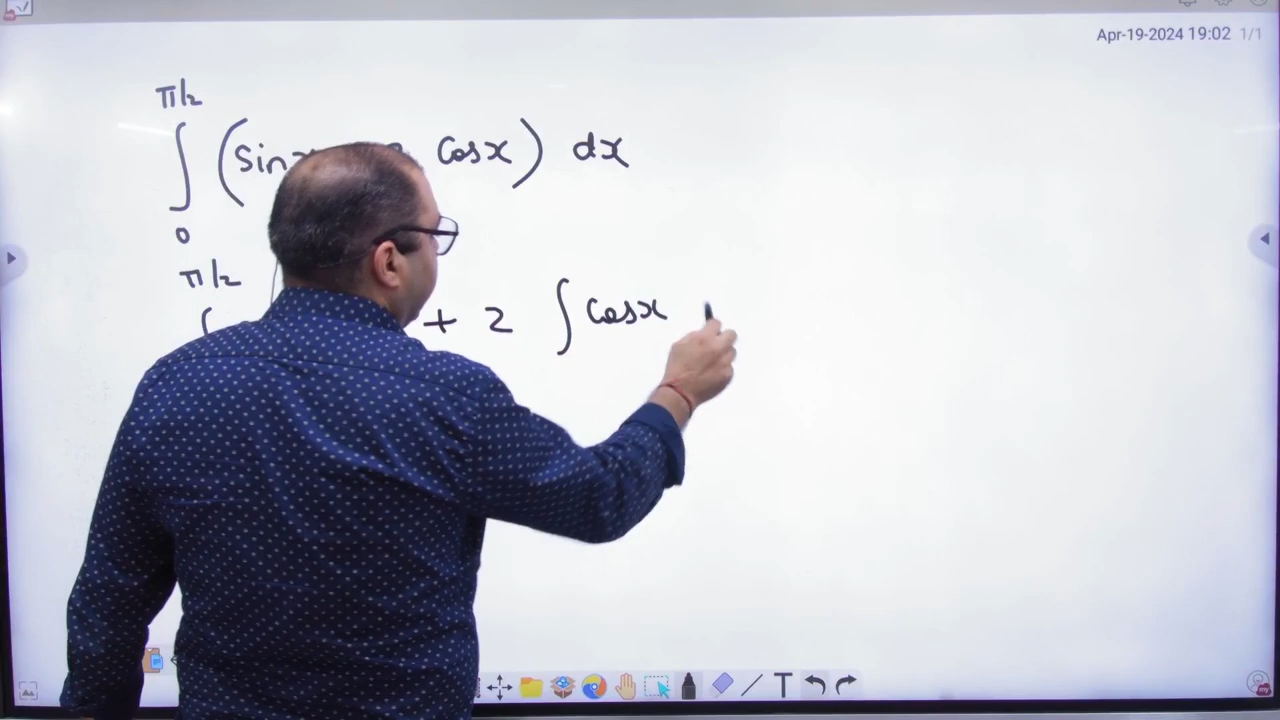 Apr-19-2024 19:02 1/1
π/2
∫ (Sinx Cosx) dx
0
π/2
+ 2 ∫ Cosx
T